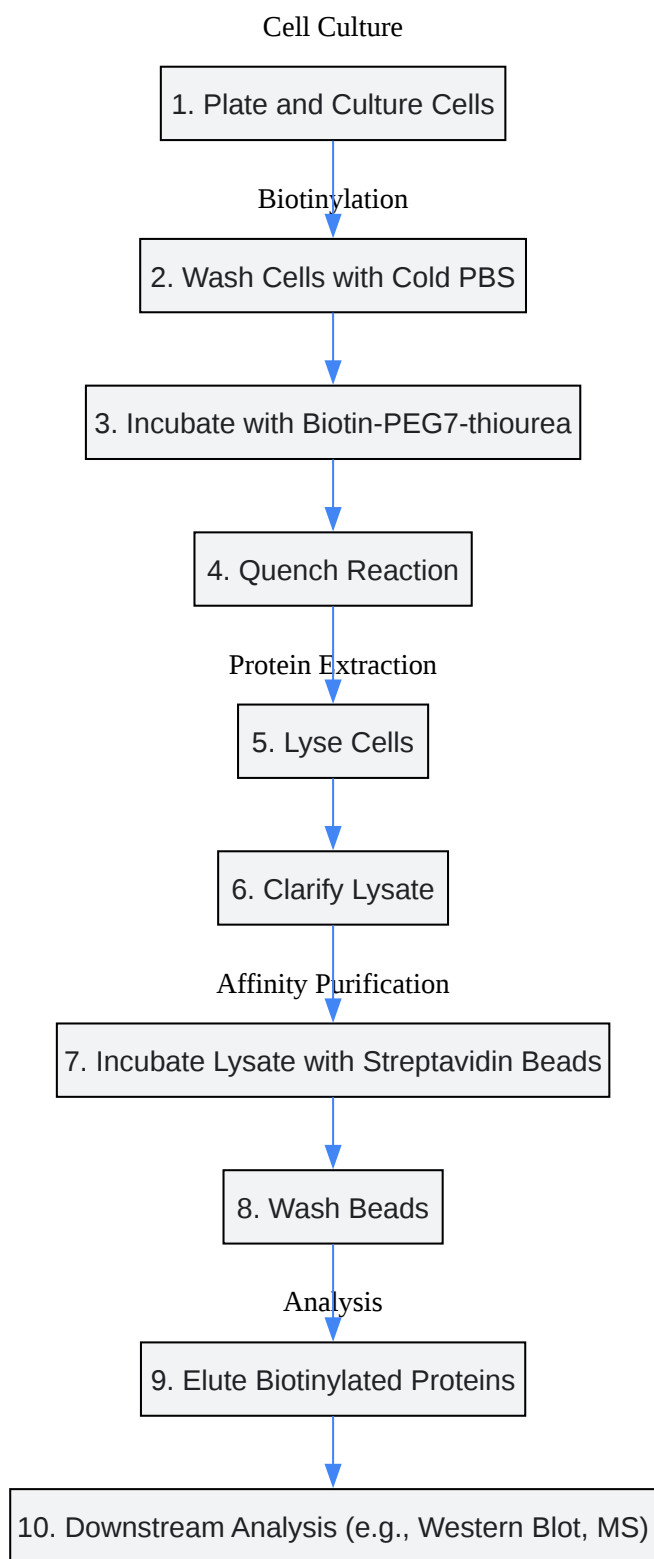 Cell Culture
1. Plate and Culture Cells
Biotinylation
2. Wash Cells with Cold PBS
3. Incubate with Biotin-PEG7-thiourea
4. Quench Reaction
Protein Extraction
5. Lyse Cells
6. Clarify Lysate
Affinity Purification
7. Incubate Lysate with Streptavidin Beads
8. Wash Beads
Analysis
9. Elute Biotinylated Proteins
10. Downstream Analysis (e.g., Western Blot, MS)